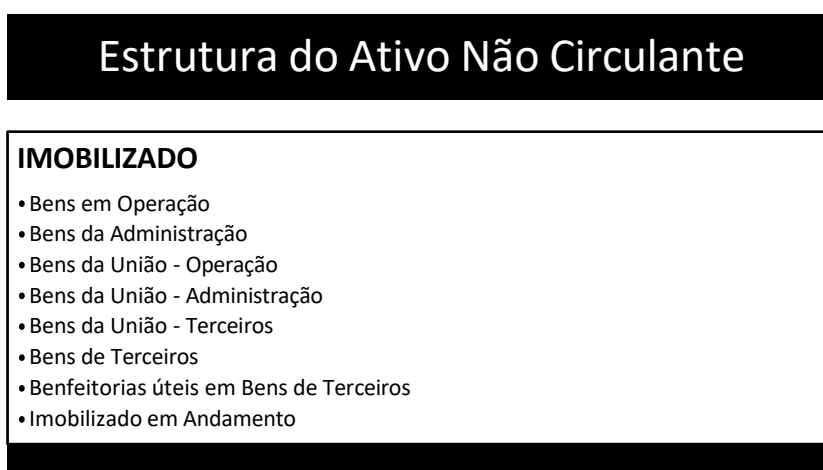 Estrutura do Ativo Não Circulante
IMOBILIZADO
• Bens em Operação
• Bens da Administração
• Bens da União - Operação
• Bens da União - Administração
• Bens da União - Terceiros
• Bens de Terceiros
• Benfeitorias úteis em Bens de Terceiros
• Imobilizado em Andamento